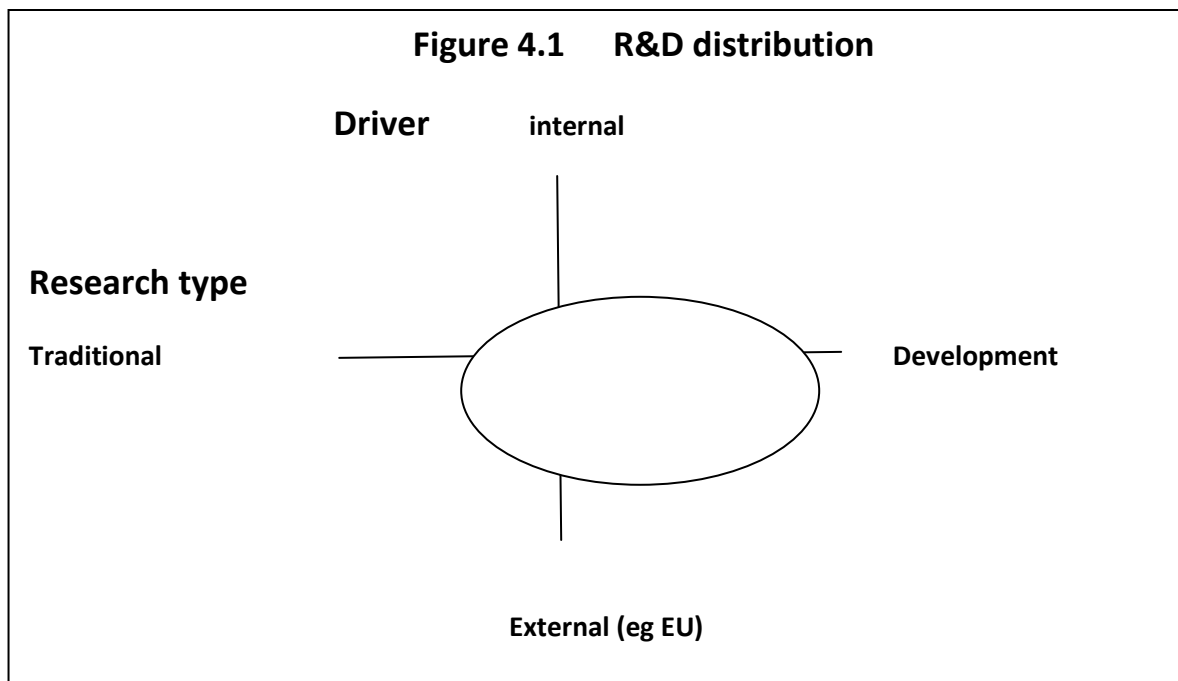 Figure 4.1 R&D distribution
Driver internal
Research type
Traditional Development
External (eg EU)